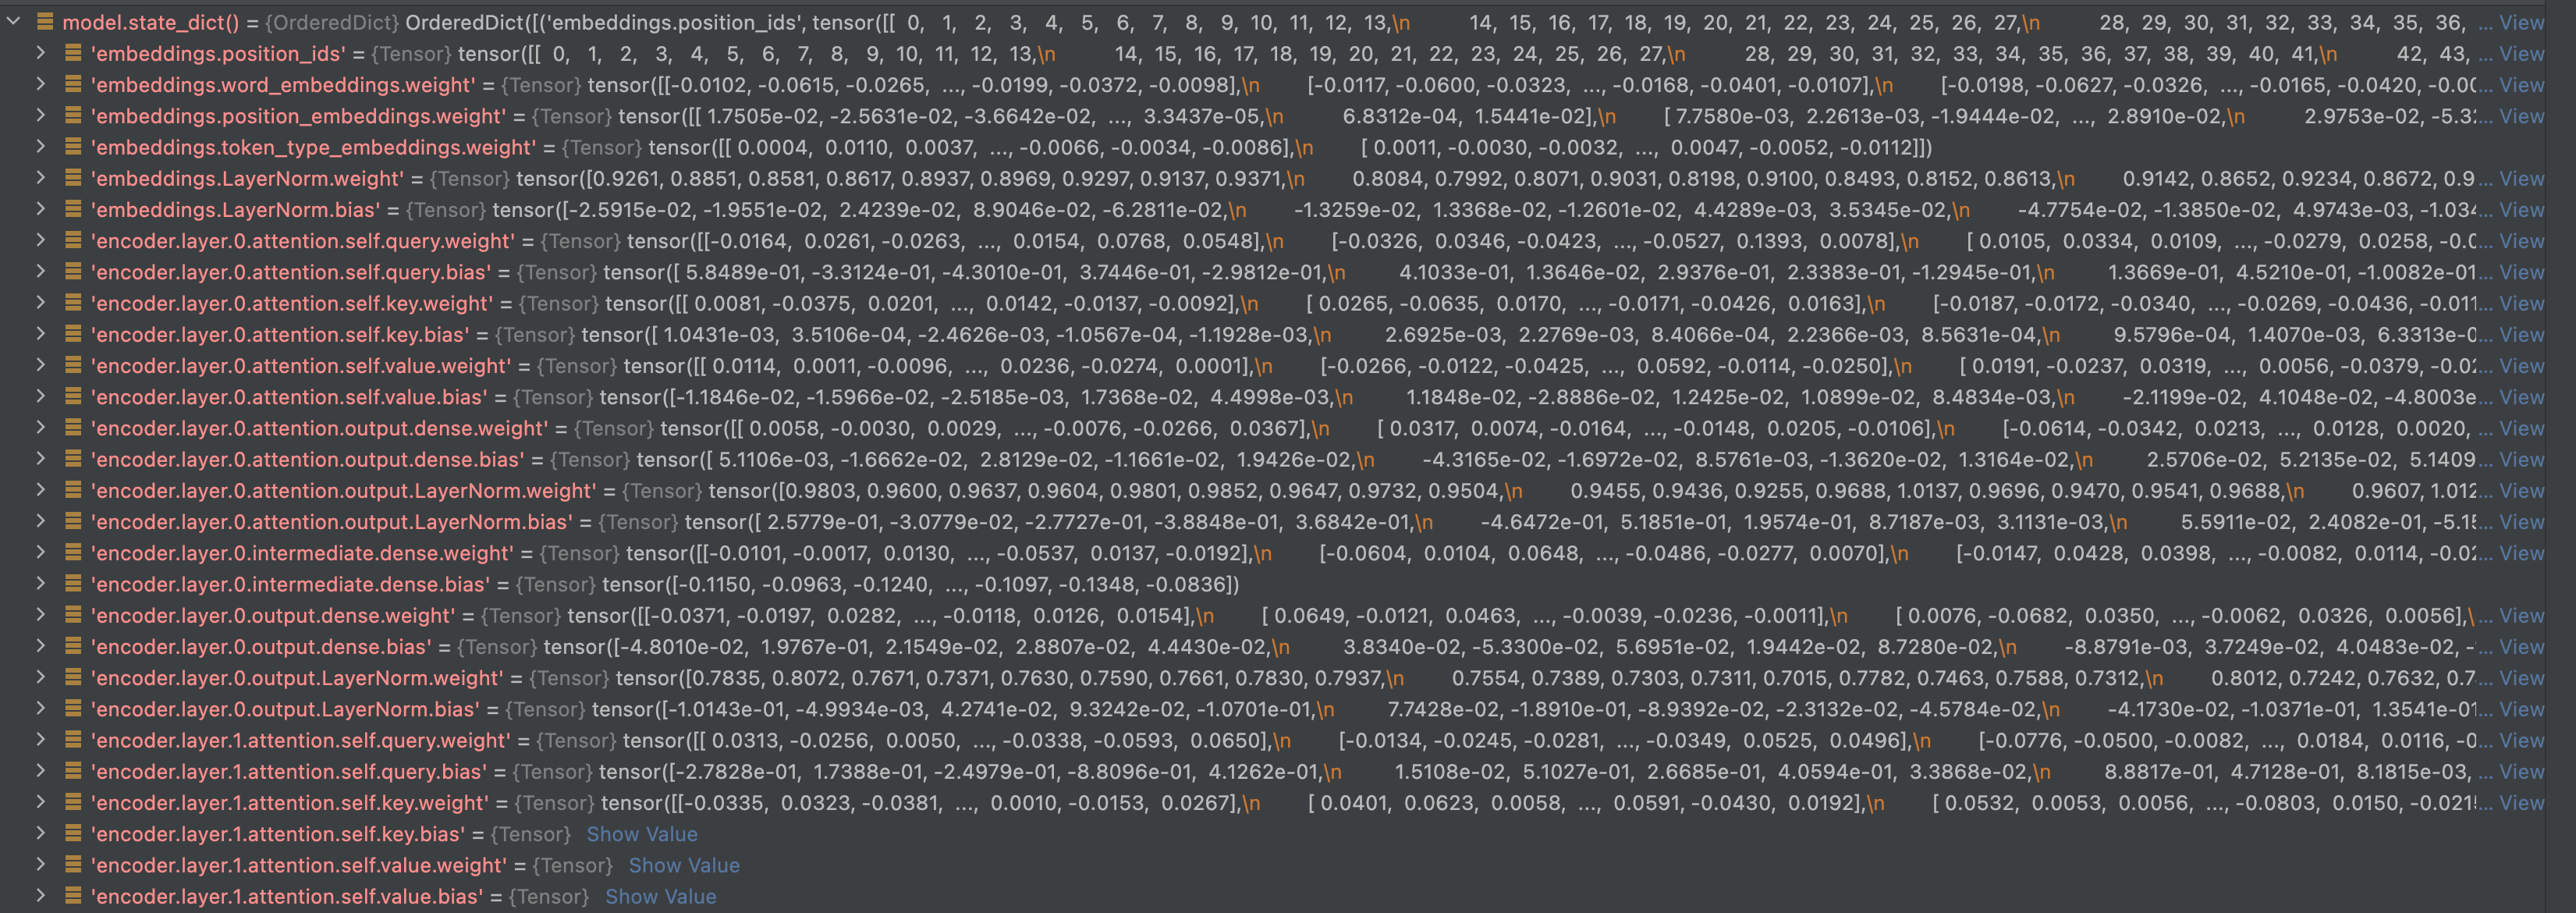 model.state_dict() = {OrderedDict} OrderedDict([('embeddings.position_ids', tensor([[ 0, 1, 2, 3, 4, 5, 6, 7, 8, 9, 10, 11, 12, 13,\n 14, 15, 16, 17, 18, 19, 20, 21, 22, 23, 24, 25, 26, 27,\n 28, 29, 30, 31, 32, 33, 34, 35, 36, ... View
'embeddings.position_ids' = {Tensor} tensor([[ 0, 1, 2, 3, 4, 5, 6, 7, 8, 9, 10, 11, 12, 13,\n 14, 15, 16, 17, 18, 19, 20, 21, 22, 23, 24, 25, 26, 27,\n 28, 29, 30, 31, 32, 33, 34, 35, 36, 37, 38, 39, 40, 41,\n 42, 43, ... View
'embeddings.word_embeddings.weight' = {Tensor} tensor([[-0.0102, -0.0615, -0.0265, ..., -0.0199, -0.0372, -0.0098],\n [-0.0117, -0.0600, -0.0323, ..., -0.0168, -0.0401, -0.0107],\n [-0.0198, -0.0627, -0.0326, ..., -0.0165, -0.0420, -0.00... View
'embeddings.position_embeddings.weight' = {Tensor} tensor([[ 1.7505e-02, -2.5631e-02, -3.6642e-02, ..., 3.3437e-05,\n 6.8312e-04, 1.5441e-02],\n [ 7.7580e-03, 2.2613e-03, -1.9444e-02, ..., 2.8910e-02,\n 2.9753e-02, -5.3... View
'embeddings.token_type_embeddings.weight' = {Tensor} tensor([[ 0.0004, 0.0110, 0.0037, ..., -0.0066, -0.0034, -0.0086],\n [ 0.0011, -0.0030, -0.0032, ..., 0.0047, -0.0052, -0.0112]])
'embeddings.LayerNorm.weight' = {Tensor} tensor([0.9261, 0.8851, 0.8581, 0.8617, 0.8937, 0.8969, 0.9297, 0.9137, 0.9371,\n 0.8084, 0.7992, 0.8071, 0.9031, 0.8198, 0.9100, 0.8493, 0.8152, 0.8613,\n 0.9142, 0.8652, 0.9234, 0.8672, 0.9... View
'embeddings.LayerNorm.bias' = {Tensor} tensor([-2.5915e-02, -1.9551e-02, 2.4239e-02, 8.9046e-02, -6.2811e-02,\n -1.3259e-02, 1.3368e-02, -1.2601e-02, 4.4289e-03, 3.5345e-02,\n -4.7754e-02, -1.3850e-02, 4.9743e-03, -1.034... View
'encoder.layer.0.attention.self.query.weight' = {Tensor} tensor([[-0.0164, 0.0261, -0.0263, ..., 0.0154, 0.0768, 0.0548],\n [-0.0326, 0.0346, -0.0423, ..., -0.0527, 0.1393, 0.0078],\n [ 0.0105, 0.0334, 0.0109, ..., -0.0279, 0.0258, -0.0... View
'encoder.layer.0.attention.self.query.bias' = {Tensor} tensor([ 5.8489e-01, -3.3124e-01, -4.3010e-01, 3.7446e-01, -2.9812e-01,\n 4.1033e-01, 1.3646e-02, 2.9376e-01, 2.3383e-01, -1.2945e-01,\n 1.3669e-01, 4.5210e-01, -1.0082e-01... View
'encoder.layer.0.attention.self.key.weight' = {Tensor} tensor([[ 0.0081, -0.0375, 0.0201, ..., 0.0142, -0.0137, -0.0092],\n [ 0.0265, -0.0635, 0.0170, ..., -0.0171, -0.0426, 0.0163],\n [-0.0187, -0.0172, -0.0340, ..., -0.0269, -0.0436, -0.011... View
'encoder.layer.0.attention.self.key.bias' = {Tensor} tensor([ 1.0431e-03, 3.5106e-04, -2.4626e-03, -1.0567e-04, -1.1928e-03,\n 2.6925e-03, 2.2769e-03, 8.4066e-04, 2.2366e-03, 8.5631e-04,\n 9.5796e-04, 1.4070e-03, 6.3313e-0... View
'encoder.layer.0.attention.self.value.weight' = {Tensor} tensor([[ 0.0114, 0.0011, -0.0096, ..., 0.0236, -0.0274, 0.0001],\n [-0.0266, -0.0122, -0.0425, ..., 0.0592, -0.0114, -0.0250],\n [ 0.0191, -0.0237, 0.0319, ..., 0.0056, -0.0379, -0.02... View
'encoder.layer.0.attention.self.value.bias' = {Tensor} tensor([-1.1846e-02, -1.5966e-02, -2.5185e-03, 1.7368e-02, 4.4998e-03,\n 1.1848e-02, -2.8886e-02, 1.2425e-02, 1.0899e-02, 8.4834e-03,\n -2.1199e-02, 4.1048e-02, -4.8003e... View
'encoder.layer.0.attention.output.dense.weight' = {Tensor} tensor([[ 0.0058, -0.0030, 0.0029, ..., -0.0076, -0.0266, 0.0367],\n [ 0.0317, 0.0074, -0.0164, ..., -0.0148, 0.0205, -0.0106],\n [-0.0614, -0.0342, 0.0213, ..., 0.0128, 0.0020, ... View
'encoder.layer.0.attention.output.dense.bias' = {Tensor} tensor([ 5.1106e-03, -1.6662e-02, 2.8129e-02, -1.1661e-02, 1.9426e-02,\n -4.3165e-02, -1.6972e-02, 8.5761e-03, -1.3620e-02, 1.3164e-02,\n 2.5706e-02, 5.2135e-02, 5.1409... View
'encoder.layer.0.attention.output.LayerNorm.weight' = {Tensor} tensor([0.9803, 0.9600, 0.9637, 0.9604, 0.9801, 0.9852, 0.9647, 0.9732, 0.9504,\n 0.9455, 0.9436, 0.9255, 0.9688, 1.0137, 0.9696, 0.9470, 0.9541, 0.9688,\n 0.9607, 1.012... View
'encoder.layer.0.attention.output.LayerNorm.bias' = {Tensor} tensor([ 2.5779e-01, -3.0779e-02, -2.7727e-01, -3.8848e-01, 3.6842e-01,\n -4.6472e-01, 5.1851e-01, 1.9574e-01, 8.7187e-03, 3.1131e-03,\n 5.5911e-02, 2.4082e-01, -5.15... View
'encoder.layer.0.intermediate.dense.weight' = {Tensor} tensor([[-0.0101, -0.0017, 0.0130, ..., -0.0537, 0.0137, -0.0192],\n [-0.0604, 0.0104, 0.0648, ..., -0.0486, -0.0277, 0.0070],\n [-0.0147, 0.0428, 0.0398, ..., -0.0082, 0.0114, -0.02... View
'encoder.layer.0.intermediate.dense.bias' = {Tensor} tensor([-0.1150, -0.0963, -0.1240, ..., -0.1097, -0.1348, -0.0836])
'encoder.layer.0.output.dense.weight' = {Tensor} tensor([[-0.0371, -0.0197, 0.0282, ..., -0.0118, 0.0126, 0.0154],\n [ 0.0649, -0.0121, 0.0463, ..., -0.0039, -0.0236, -0.0011],\n [ 0.0076, -0.0682, 0.0350, ..., -0.0062, 0.0326, 0.0056],\... View
'encoder.layer.0.output.dense.bias' = {Tensor} tensor([-4.8010e-02, 1.9767e-01, 2.1549e-02, 2.8807e-02, 4.4430e-02,\n 3.8340e-02, -5.3300e-02, 5.6951e-02, 1.9442e-02, 8.7280e-02,\n -8.8791e-03, 3.7249e-02, 4.0483e-02, -... View
'encoder.layer.0.output.LayerNorm.weight' = {Tensor} tensor([0.7835, 0.8072, 0.7671, 0.7371, 0.7630, 0.7590, 0.7661, 0.7830, 0.7937,\n 0.7554, 0.7389, 0.7303, 0.7311, 0.7015, 0.7782, 0.7463, 0.7588, 0.7312,\n 0.8012, 0.7242, 0.7632, 0.7... View
'encoder.layer.0.output.LayerNorm.bias' = {Tensor} tensor([-1.0143e-01, -4.9934e-03, 4.2741e-02, 9.3242e-02, -1.0701e-01,\n 7.7428e-02, -1.8910e-01, -8.9392e-02, -2.3132e-02, -4.5784e-02,\n -4.1730e-02, -1.0371e-01, 1.3541e-01... View
'encoder.layer.1.attention.self.query.weight' = {Tensor} tensor([[ 0.0313, -0.0256, 0.0050, ..., -0.0338, -0.0593, 0.0650],\n [-0.0134, -0.0245, -0.0281, ..., -0.0349, 0.0525, 0.0496],\n [-0.0776, -0.0500, -0.0082, ..., 0.0184, 0.0116, -0... View
'encoder.layer.1.attention.self.query.bias' = {Tensor} tensor([-2.7828e-01, 1.7388e-01, -2.4979e-01, -8.8096e-01, 4.1262e-01,\n 1.5108e-02, 5.1027e-01, 2.6685e-01, 4.0594e-01, 3.3868e-02,\n 8.8817e-01, 4.7128e-01, 8.1815e-03, ... View
'encoder.layer.1.attention.self.key.weight' = {Tensor} tensor([[-0.0335, 0.0323, -0.0381, ..., 0.0010, -0.0153, 0.0267],\n [ 0.0401, 0.0623, 0.0058, ..., 0.0591, -0.0430, 0.0192],\n [ 0.0532, 0.0053, 0.0056, ..., -0.0803, 0.0150, -0.021... View
'encoder.layer.1.attention.self.key.bias' = {Tensor} Show Value
'encoder.layer.1.attention.self.value.weight' = {Tensor} Show Value
'encoder.layer.1.attention.self.value.bias' = {Tensor} Show Value